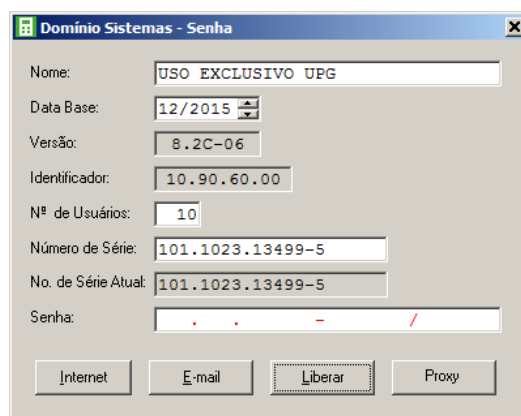 Domínio Sistemas - Senha
Nome: USO EXCLUSIVO UPG
Data Base: 12/2015
Versão: 8.2C-06
Identificador: 10.90.60.00
Nº de Usuários: 10
Número de Série: 101.1023.13499-5
No. de Série Atual: 101.1023.13499-5
Senha: . . - /
Internet E-mail Liberar Proxy